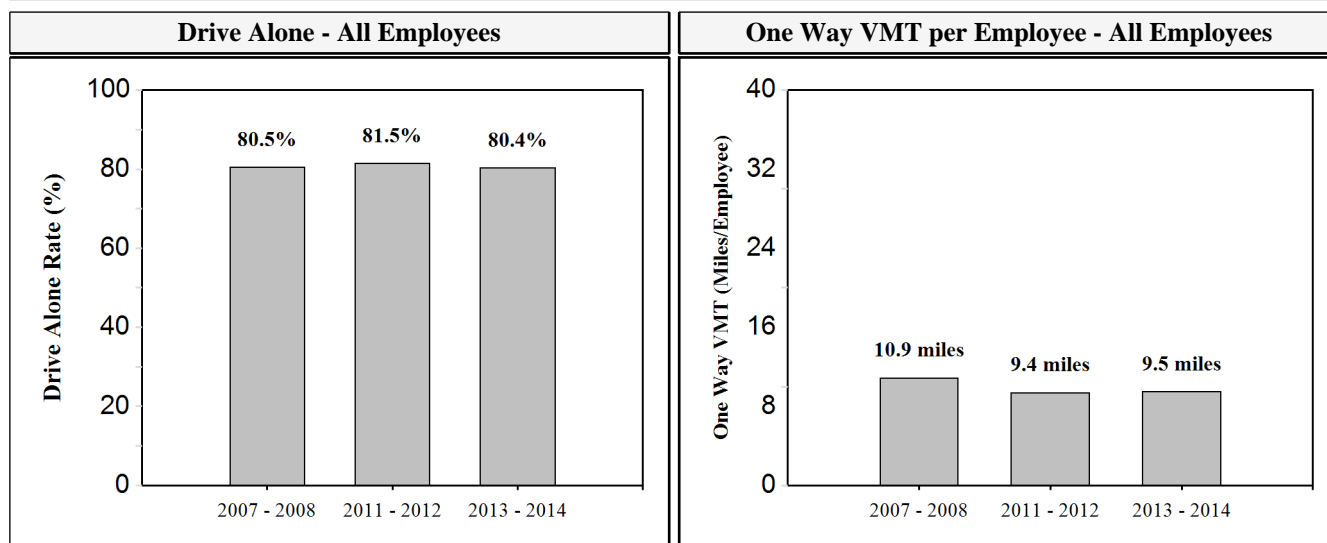 Drive Alone - All Employees
One Way VMT per Employee - All Employees
Drive Alone Rate (%)
100
80
60
40
20
0
80.5%
81.5%
80.4%
2007 - 2008
2011 - 2012
2013 - 2014
One Way VMT (Miles/Employee)
40
32
24
16
8
0
10.9 miles
9.4 miles
9.5 miles
2007 - 2008
2011 - 2012
2013 - 2014